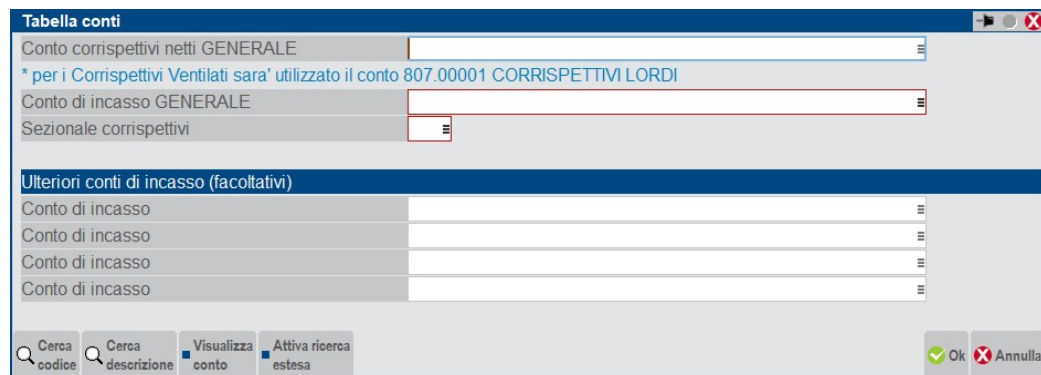 Tabella conti
Conto corrispettivi netti GENERALE
* per i Corrispettivi Ventilati sara' utilizzato il conto 807.00001 CORRISPETTIVI LORDI
Conto di incasso GENERALE
Sezionale corrispettivi
Ulteriori conti di incasso (facoltativi)
Conto di incasso
Conto di incasso
Conto di incasso
Conto di incasso
Cerca codice
Cerca descrizione
Visualizza conto
Attiva ricerca estesa
Ok
Annulla